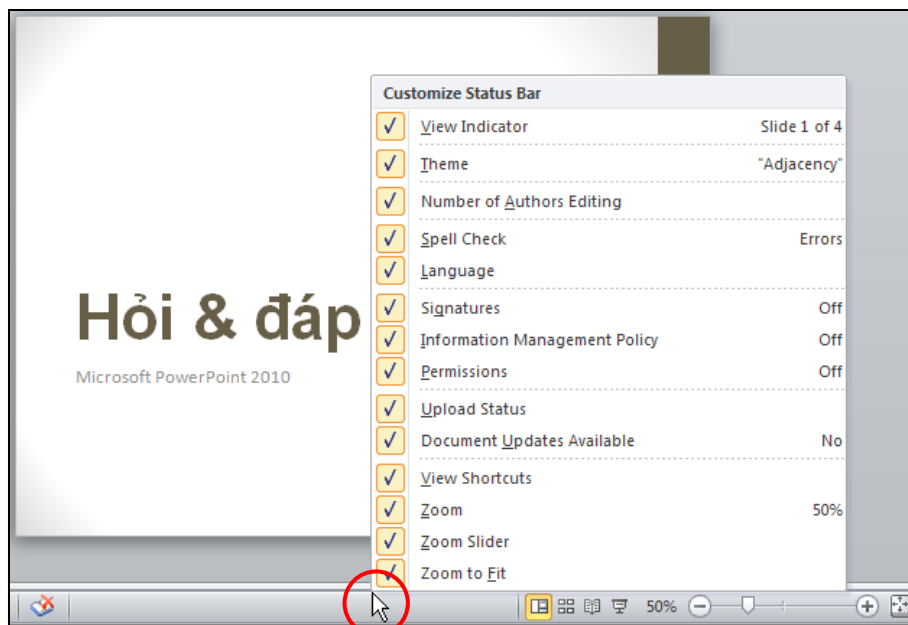 Customize Status Bar
View Indicator Slide 1 of 4
Theme "Adjacency"
Number of Authors Editing
Spell Check Errors
Language
Signatures Off
Information Management Policy Off
Permissions Off
Upload Status
Document Updates Available No
View Shortcuts
Zoom 50%
Zoom Slider
Zoom to Fit
Hỏi & đáp
Microsoft PowerPoint 2010
50%